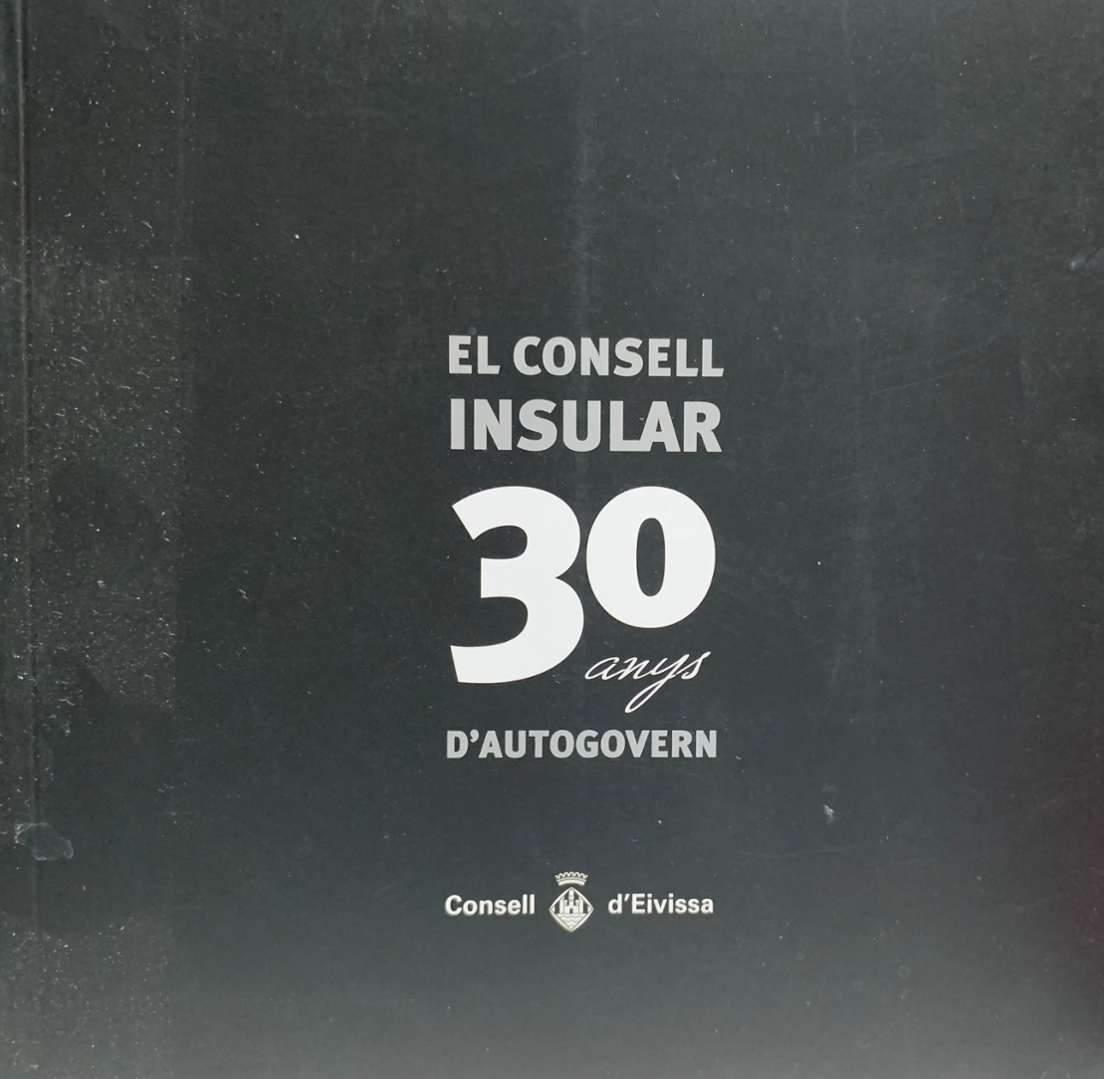 EL CONSELL
INSULAR
30
anys
D'AUTOGOVERN
Consell d'Eivissa